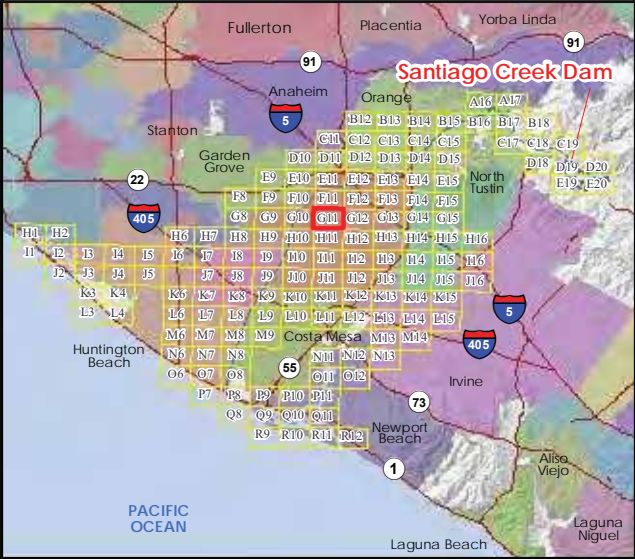 Fullerton
Placentia
Yorba Linda
91
91
Santiago Creek Dam
Anaheim
Orange
A16 A17
5
B12 B13 B14 B15 B16 B17 B18
Stanton
C11 C12 C13 C14 C15 C17 C18 C19
Garden
Grove
D10 D11 D12 D13 D14 D15 D18 D19 D20
North
Tustin
22
E9 E10 E11 E12 E13 E14 E15 E19 E20
F8 F9 F10 F11 F12 F13 F14 F15
405
G8 G9 G10 G11 G12 G13 G14 G15
H1 H2 H6 H7 H8 H9 H10 H11 H12 H13 H14 H15 H16
I1 I2 I3 I4 I5 I6 I7 I8 I9 I10 I11 I12 I13 I14 I15 I16
J2 J3 J4 J5 J7 J8 J9 J10 J11 J12 J13 J14 J15 J16
K3 K4 K6 K7 K8 K9 K10 K11 K12 K13 K14 K15
5
L3 L4 L6 L7 L8 L9 L10 L11 L12 L13 L14 L15
M6 M7 M8 M9 Costa Mesa M13 M14
405
Huntington
Beach
N6 N7 N8 N11 N12 N13
55
O6 O7 O8 O11 O12
Irvine
P7 P8 P9 P10 P11
73
Q8 Q9 Q10 Q11
Newport
Beach
R9 R10 R11 R12
1
Aliso
Viejo
PACIFIC
OCEAN
Laguna
Niguel
Laguna Beach